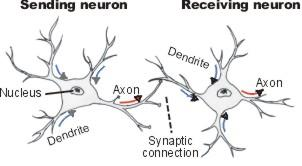 Sending neuron
Receiving neuron
Dendrite
Axon
Axon
Nucleus
Dendrite
Synaptic
connection